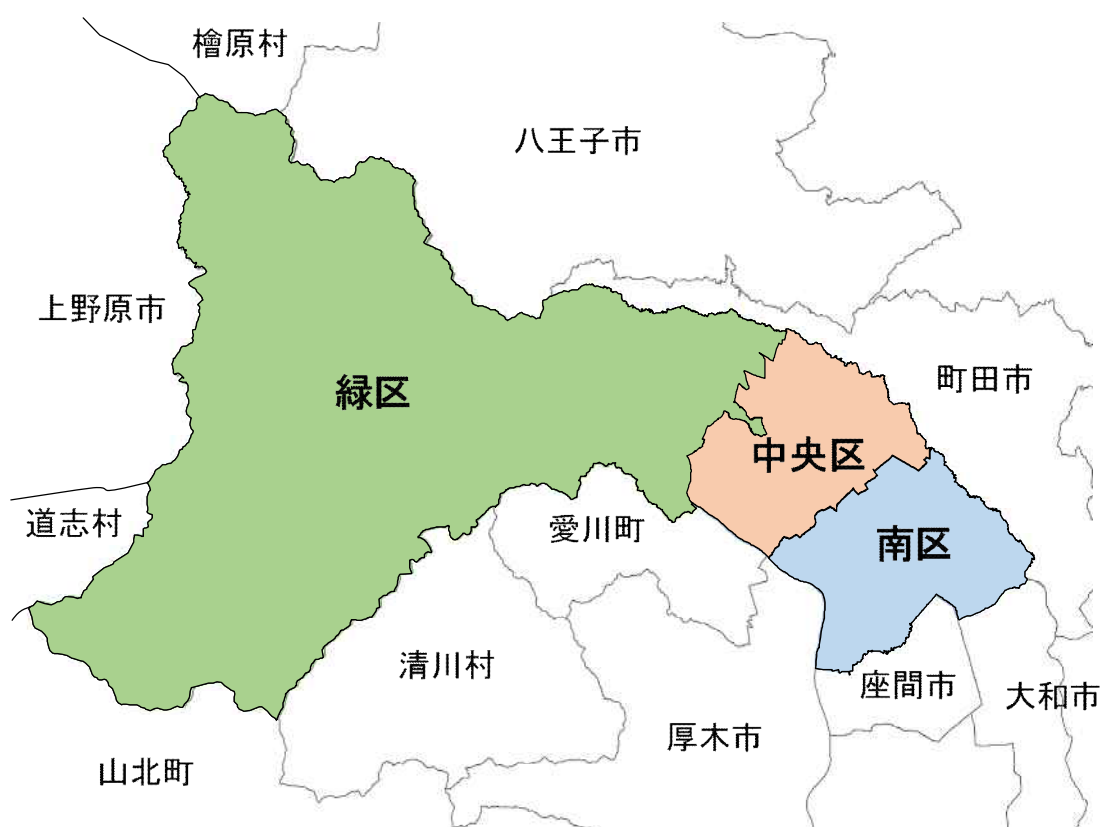 檜原村
八王子市
上野原市
町田市
緑区
中央区
道志村
愛川町
南区
清川村
座間市
大和市
厚木市
山北町